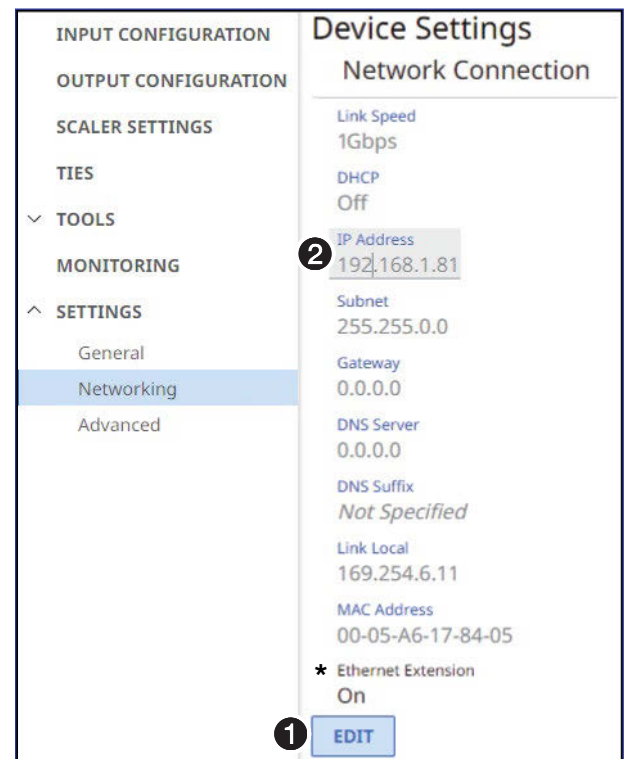 INPUT CONFIGURATION
OUTPUT CONFIGURATION
SCALER SETTINGS
TIES
TOOLS
MONITORING
SETTINGS
General
Networking
Advanced
Device Settings
Network Connection
Link Speed
1Gbps
DHCP
Off
IP Address
❷ 192.168.1.81
Subnet
255.255.0.0
Gateway
0.0.0.0
DNS Server
0.0.0.0
DNS Suffix
Not Specified
Link Local
169.254.6.11
MAC Address
00-05-A6-17-84-05
* Ethernet Extension
On
❶ EDIT